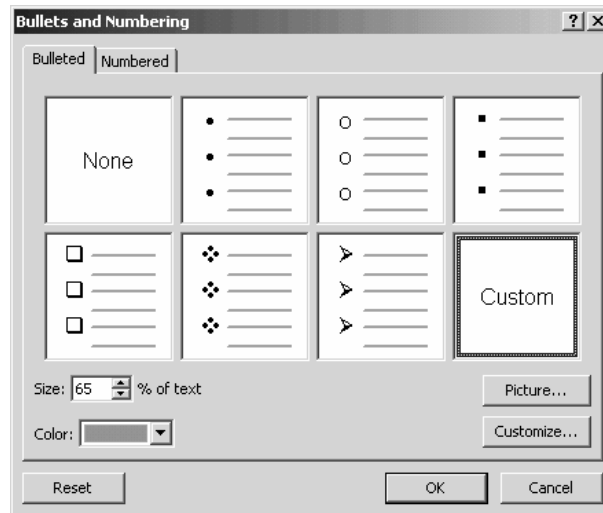 Bullets and Numbering
Bulleted Numbered
None
Custom
Size: 65 % of text
Picture...
Color:
Customize...
Reset OK Cancel